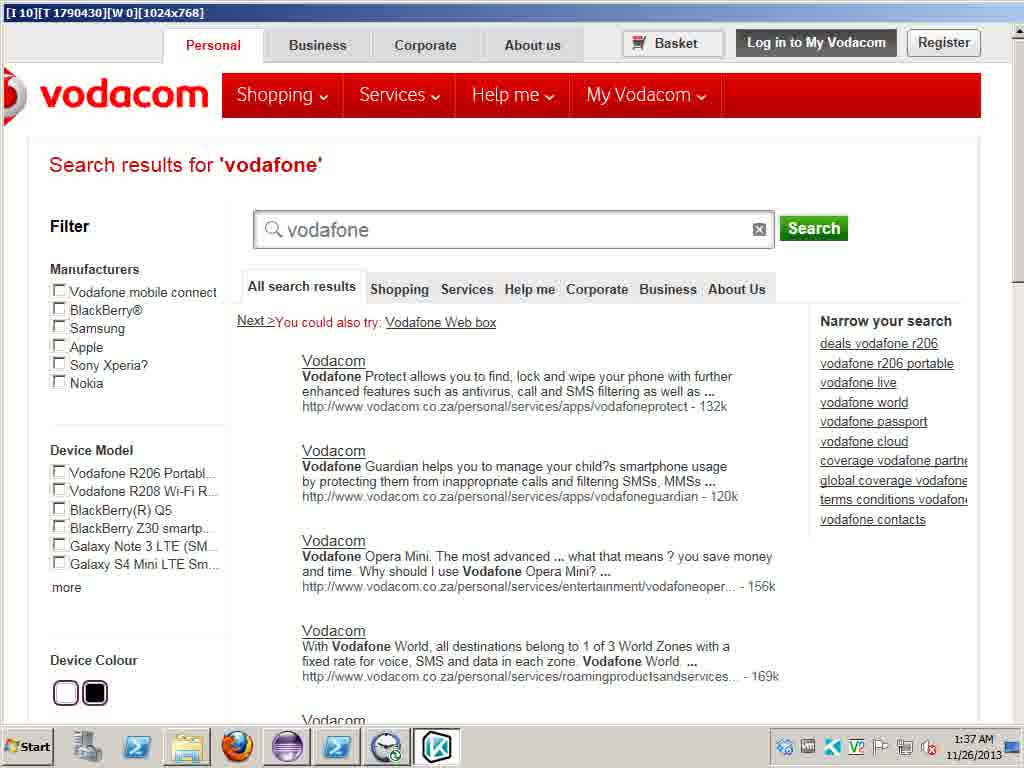 [I 10][T 1790430][W 0][1024x768]
Personal Business Corporate About us Basket Log in to My Vodacom Register
vodacom Shopping Services Help me My Vodacom
Search results for 'vodafone'
Filter
vodafone Search
Manufacturers
Vodafone mobile connect
BlackBerry®
Samsung
Apple
Sony Xperia?
Nokia
Device Model
Vodafone R206 Portabl...
Vodafone R208 Wi-Fi R...
BlackBerry(R) Q5
BlackBerry Z30 smartp...
Galaxy Note 3 LTE (SM...
Galaxy S4 Mini LTE Sm...
more
Device Colour
All search results Shopping Services Help me Corporate Business About Us
Next >You could also try: Vodafone Web box
Vodacom
Vodafone Protect allows you to find, lock and wipe your phone with further
enhanced features such as antivirus, call and SMS filtering as well as ...
http://www.vodacom.co.za/personal/services/apps/vodafoneprotect - 132k
Vodacom
Vodafone Guardian helps you to manage your child?s smartphone usage
by protecting them from inappropriate calls and filtering SMSs, MMSs ...
http://www.vodacom.co.za/personal/services/apps/vodafoneguardian - 120k
Vodacom
Vodafone Opera Mini. The most advanced ... what that means ? you save money
and time. Why should I use Vodafone Opera Mini? ...
http://www.vodacom.co.za/personal/services/entertainment/vodafoneoper... - 156k
Vodacom
With Vodafone World, all destinations belong to 1 of 3 World Zones with a
fixed rate for voice, SMS and data in each zone. Vodafone World. ...
http://www.vodacom.co.za/personal/services/roamingproductsandservices... - 169k
Vodacom
Narrow your search
deals vodafone r206
vodafone r206 portable
vodafone live
vodafone world
vodafone passport
vodafone cloud
coverage vodafone partne
global coverage vodafone
terms conditions vodafone
vodafone contacts
Start
1:37 AM
11/26/2013